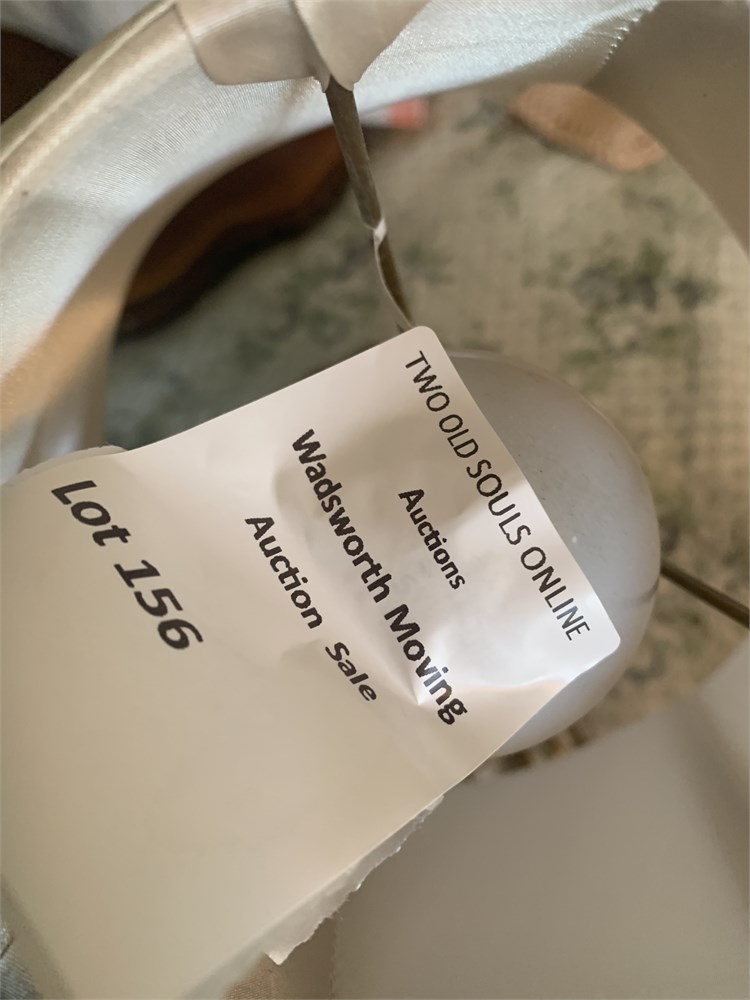 TWO OLD SOULS ONLINE
Auctions
Wadsworth Moving
Auction Sale
Lot 156